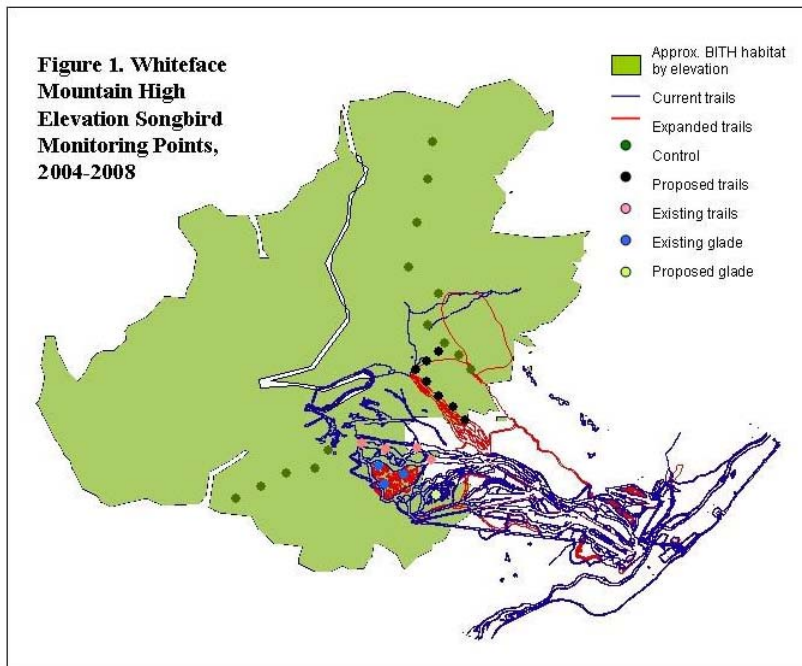 Figure 1. Whiteface
Mountain High
Elevation Songbird
Monitoring Points,
2004-2008
Approx. BITH habitat
by elevation
Current trails
Expanded trails
Control
Proposed trails
Existing trails
Existing glade
Proposed glade